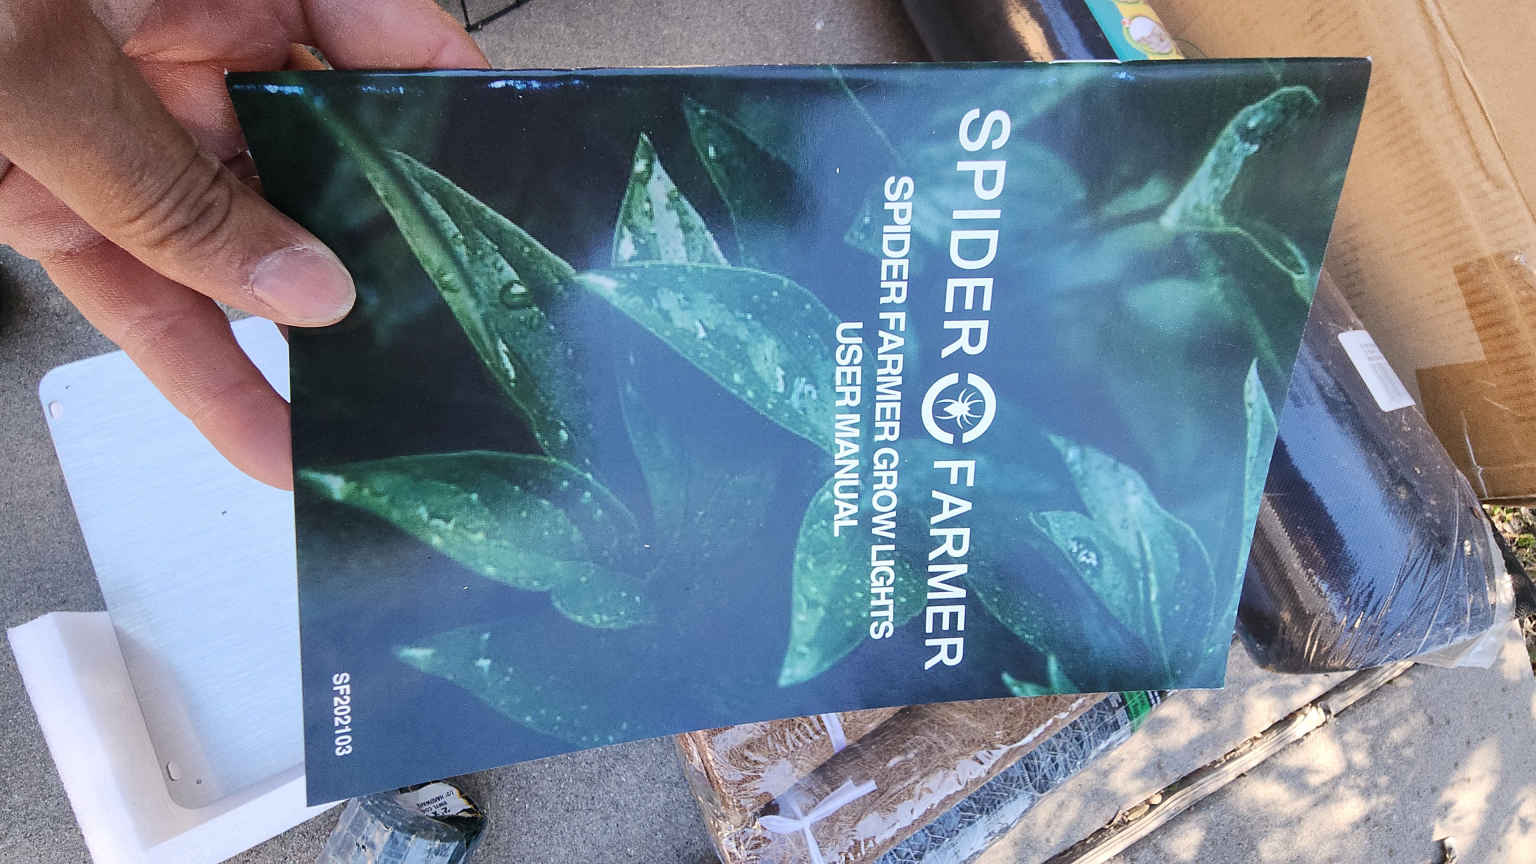 SPIDER FARMER
SPIDER FARMER GROW LIGHTS
USER MANUAL
SF202103